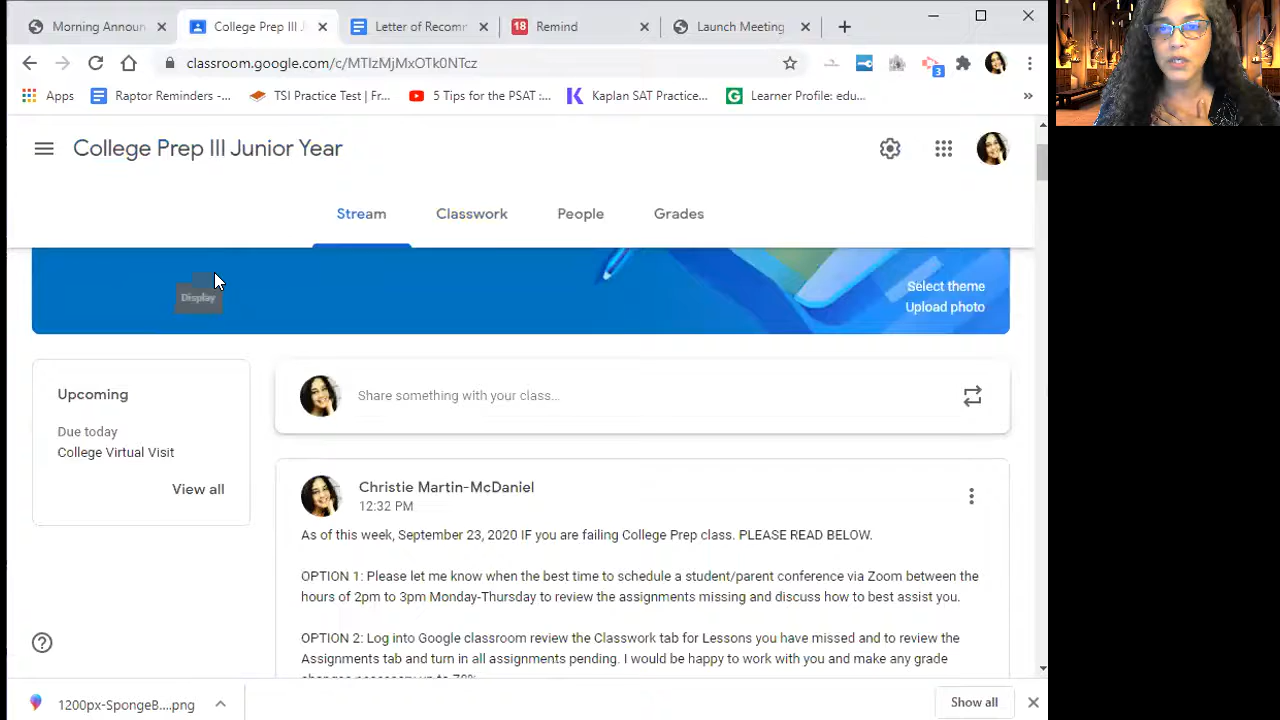 Morning Announ
College Prep III J
Letter of Recom
18 Remind
Launch Meeting
classroom.google.com/c/MTIzMjMxOTk0NTcz
3
Apps
Raptor Reminders -...
TSI Practice Test | Fr...
5 Tips for the PSAT :...
Kaplan SAT Practice...
Learner Profile: edu...
»
College Prep III Junior Year
Stream
Classwork
People
Grades
Display
Select theme
Upload photo
Upcoming
Due today
College Virtual Visit
View all
Share something with your class...
Christie Martin-McDaniel
12:32 PM
As of this week, September 23, 2020 IF you are failing College Prep class. PLEASE READ BELOW.
OPTION 1: Please let me know when the best time to schedule a student/parent conference via Zoom between the
hours of 2pm to 3pm Monday-Thursday to review the assignments missing and discuss how to best assist you.
OPTION 2: Log into Google classroom review the Classwork tab for Lessons you have missed and to review the
Assignments tab and turn in all assignments pending. I would be happy to work with you and make any grade
1200px-SpongeB....png
Show all